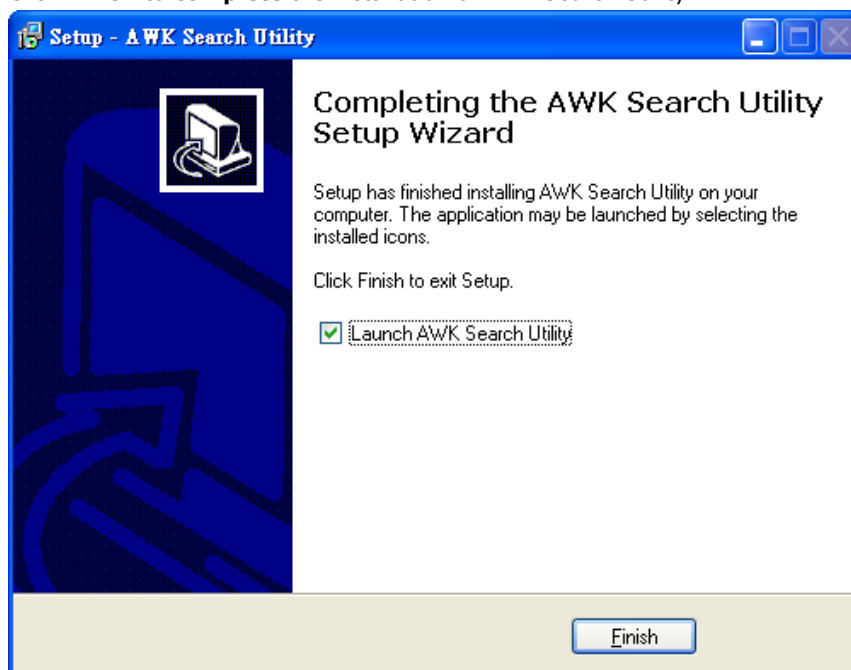 Setup - AWK Search Utility
Completing the AWK Search Utility
Setup Wizard
Setup has finished installing AWK Search Utility on your
computer. The application may be launched by selecting the
installed icons.
Click Finish to exit Setup.
Launch AWK Search Utility
Finish